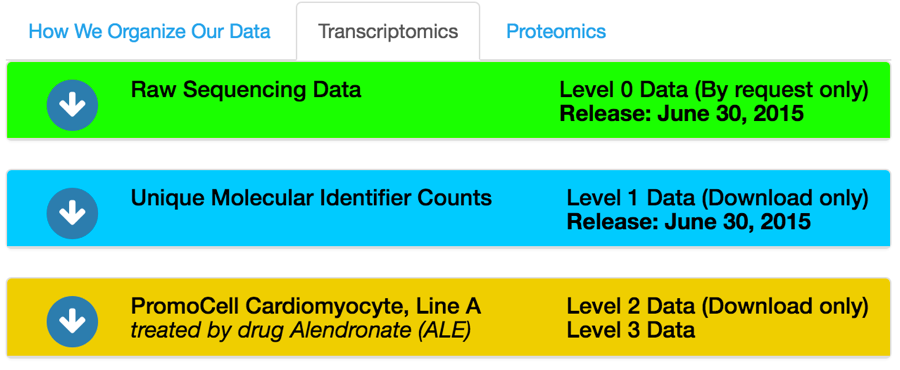 How We Organize Our Data
Transcriptomics
Proteomics
Raw Sequencing Data
Level 0 Data (By request only)
Release: June 30, 2015
Unique Molecular Identifier Counts
Level 1 Data (Download only)
Release: June 30, 2015
PromoCell Cardiomyocyte, Line A
treated by drug Alendronate (ALE)
Level 2 Data (Download only)
Level 3 Data